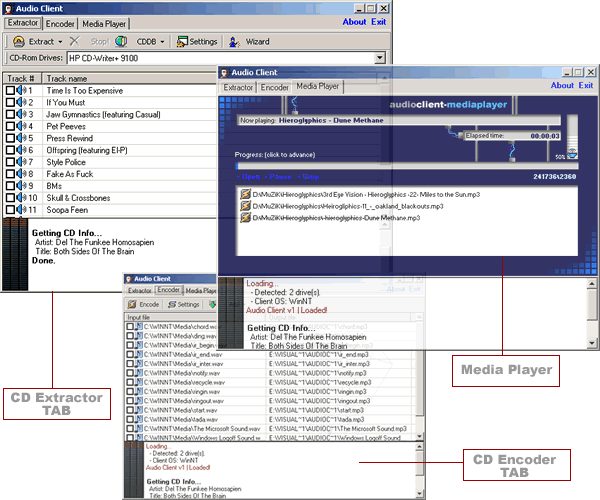 Audio Client
Extractor Encoder Media Player
About Exit
Extract Stop! CDDB Settings Wizard
CD-Rom Drives: HP CD-Writer+ 9100
Track # Track name
1 Time Is Too Expensive
2 If You Must
3 Jaw Gymnastics (featuring Casual)
4 Pet Peeves
5 Press Rewind
6 Offspring (featuring El-P)
7 Style Police
8 Fake As Fuck
9 BMs
10 Skull & Crossbones
11 Soopa Feen
Getting CD Info...
Artist: Del The Funkee Homosapien
Title: Both Sides Of The Brain
Done.
Audio Client
Extractor Encoder Media Player
About Exit
audioclient-mediaplayer
Now playing: Hieroglyphics - Dune Methane
Elapsed time: 00:00:03
Progress: (click to advance)
50%
Open Pause Stop
241736\2360
D:\MuZiK\Hieroglyphics\3rd Eye Vision - Hieroglyphics -22- Miles to the Sun.mp3
D:\MuZiK\Hieroglyphics\Heiroglyphics-11_-_oakland_blackouts.mp3
D:\MuZiK\Hieroglyphics\-hieroglyphics-Dune Methane.mp3
Loading...
- Detected: 2 drive(s)
- Client OS: WinNT
Audio Client v1 | Loaded!
Getting CD Info...
Artist: Del The Funkee Homosapien
Title: Both Sides Of The Brain
Audio Client
Extractor Encoder Media Player
About Exit
Encode Settings
Input file Output file
C:\WINNT\Media\chord.wav
C:\WINNT\Media\ding.wav
C:\WINNT\Media\ir_begin.wav
C:\WINNT\Media\ir_end.wav E:\VISUAL~1\AUDIOC~1\ir_end.mp3
C:\WINNT\Media\ir_inter.wav E:\VISUAL~1\AUDIOC~1\ir_inter.mp3
C:\WINNT\Media\notify.wav E:\VISUAL~1\AUDIOC~1\notify.mp3
C:\WINNT\Media\recycle.wav E:\VISUAL~1\AUDIOC~1\recycle.mp3
C:\WINNT\Media\ringin.wav E:\VISUAL~1\AUDIOC~1\ringin.mp3
C:\WINNT\Media\ringout.wav E:\VISUAL~1\AUDIOC~1\ringout.mp3
C:\WINNT\Media\start.wav E:\VISUAL~1\AUDIOC~1\start.mp3
C:\WINNT\Media\tada.wav E:\VISUAL~1\AUDIOC~1\tada.mp3
C:\WINNT\Media\The Microsoft Sound.wav E:\VISUAL~1\AUDIOC~1\The Microsoft Sound.mp3
C:\WINNT\Media\Windows Logoff Sound.wav E:\VISUAL~1\AUDIOC~1\Windows Logoff Sound.mp3
Loading...
- Detected: 2 drive(s)
- Client OS: WinNT
Audio Client v1 | Loaded!
Getting CD Info...
Artist: Del The Funkee Homosapien
Title: Both Sides Of The Brain
CD Extractor
TAB
Media Player
CD Encoder
TAB